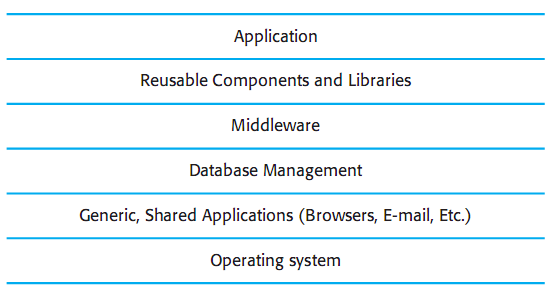 Application
Reusable Components and Libraries
Middleware
Database Management
Generic, Shared Applications (Browsers, E-mail, Etc.)
Operating system